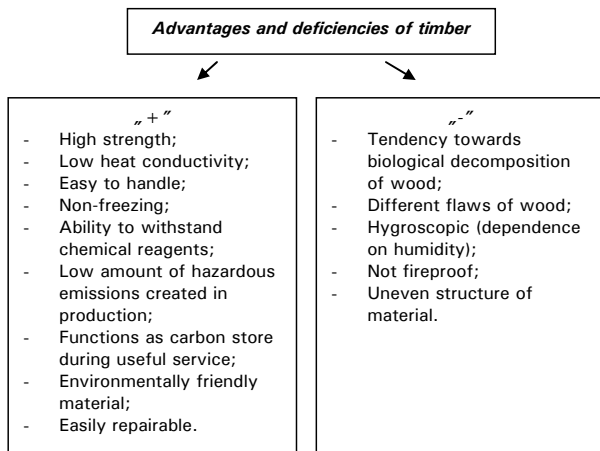 Advantages and deficiencies of timber
„+”
- High strength;
- Low heat conductivity;
- Easy to handle;
- Non-freezing;
- Ability to withstand
chemical reagents;
- Low amount of hazardous
emissions created in
production;
- Functions as carbon store
during useful service;
- Environmentally friendly
material;
- Easily repairable.
„-”
- Tendency towards
biological decomposition
of wood;
- Different flaws of wood;
- Hygroscopic (dependence
on humidity);
- Not fireproof;
- Uneven structure of
material.